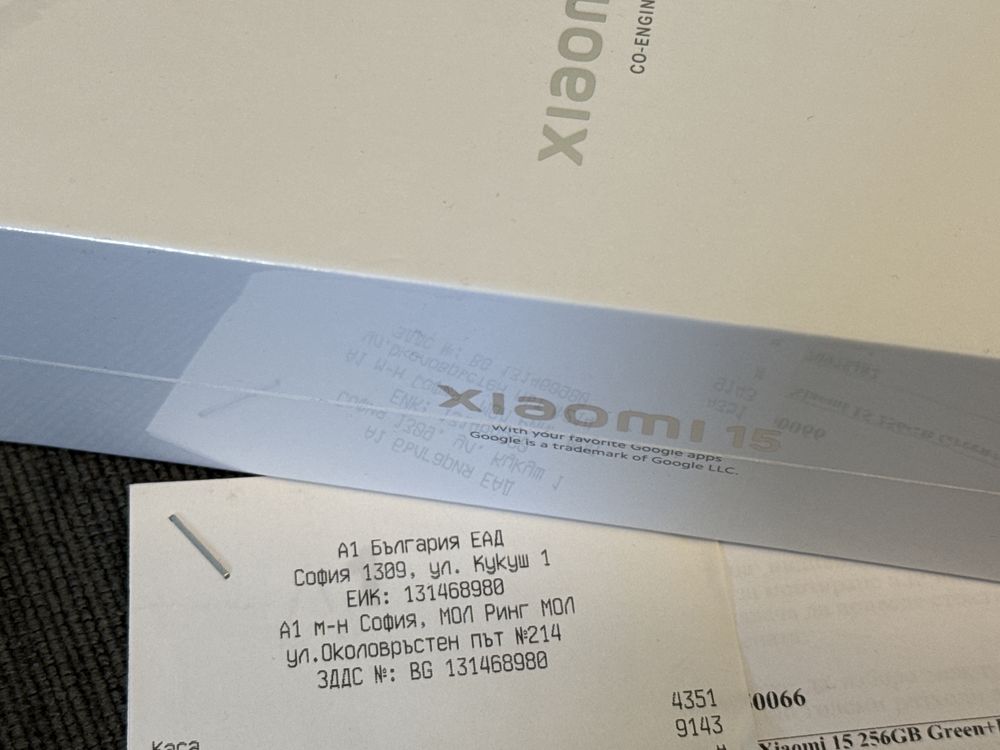 xiaom
CO-ENGIN
xiaomi 15
With your favorite Google apps
Google is a trademark of Google LLC.
А1 България ЕАД
София 1309, ул. Кукуш 1
ЕИК: 131468980
А1 м-н София, МОЛ Ринг МОЛ
ул.Околовръстен път №214
ЗДДС №: BG 131468980
4351
9143
Каса
0066
Xiaomi 15 256GB Green+